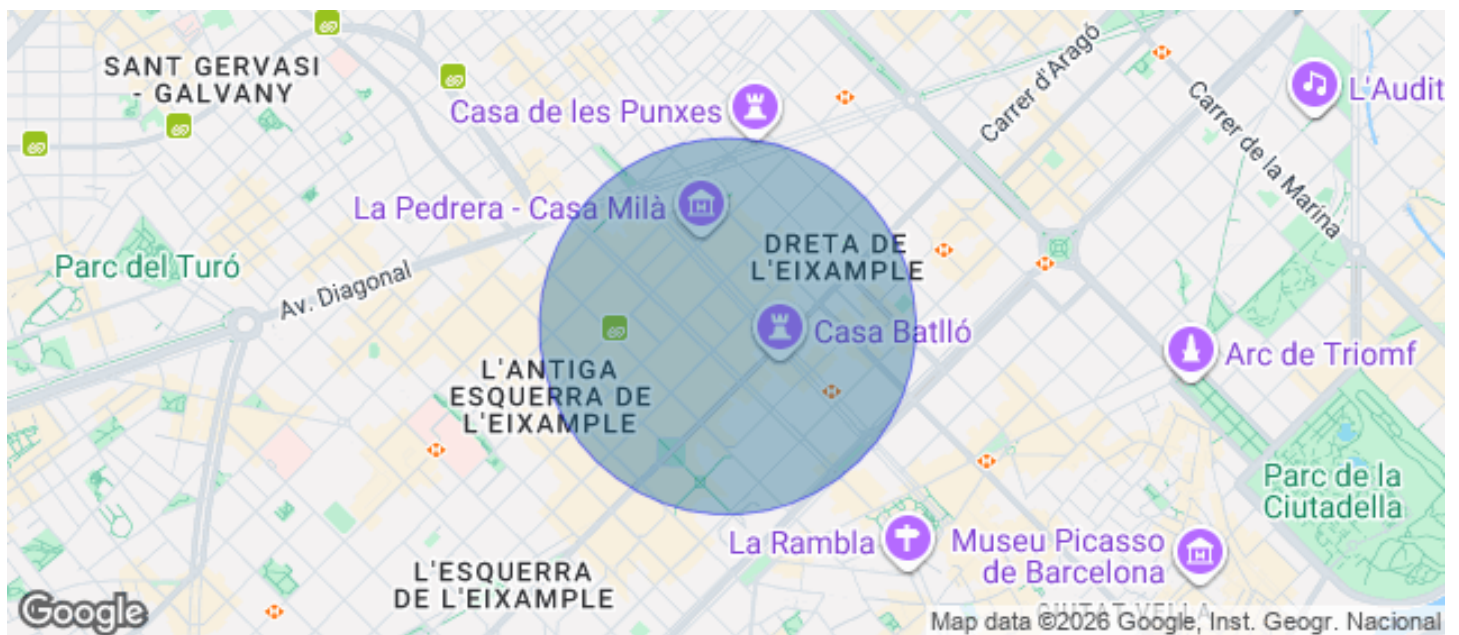 SANT GERVASI
- GALVANY
Casa de les Punxes
Carrer d'Aragó
L'Audit
Carrer de la Marina
La Pedrera - Casa Milà
DRETA DE
L'EIXAMPLE
Parc del Turó
Av. Diagonal
Casa Batlló
Arc de Triomf
L'ANTIGA
ESQUERRA DE
L'EIXAMPLE
Parc de la
Ciutadella
La Rambla
Museu Picasso
de Barcelona
L'ESQUERRA
DE L'EIXAMPLE
CIUTAT VELLA
Google
Map data ©2026 Google, Inst. Geogr. Nacional